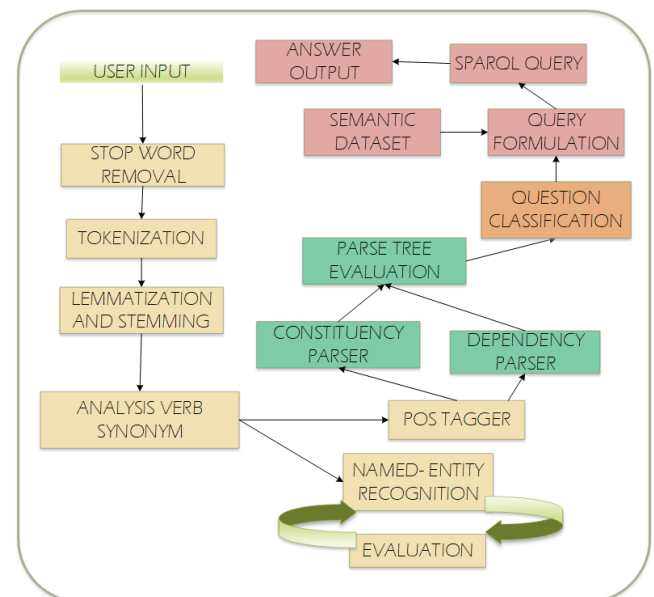 USER INPUT
STOP WORD
REMOVAL
TOKENIZATION
LEMMATIZATION
AND STEMMING
ANALYSIS VERB
SYNONYM
ANSWER
OUTPUT
SPARQL QUERY
SEMANTIC
DATASET
QUERY
FORMULATION
QUESTION
CLASSIFICATION
PARSE TREE
EVALUATION
CONSTITUENCY
PARSER
DEPENDENCY
PARSER
POS TAGGER
NAMED- ENTITY
RECOGNITION
EVALUATION